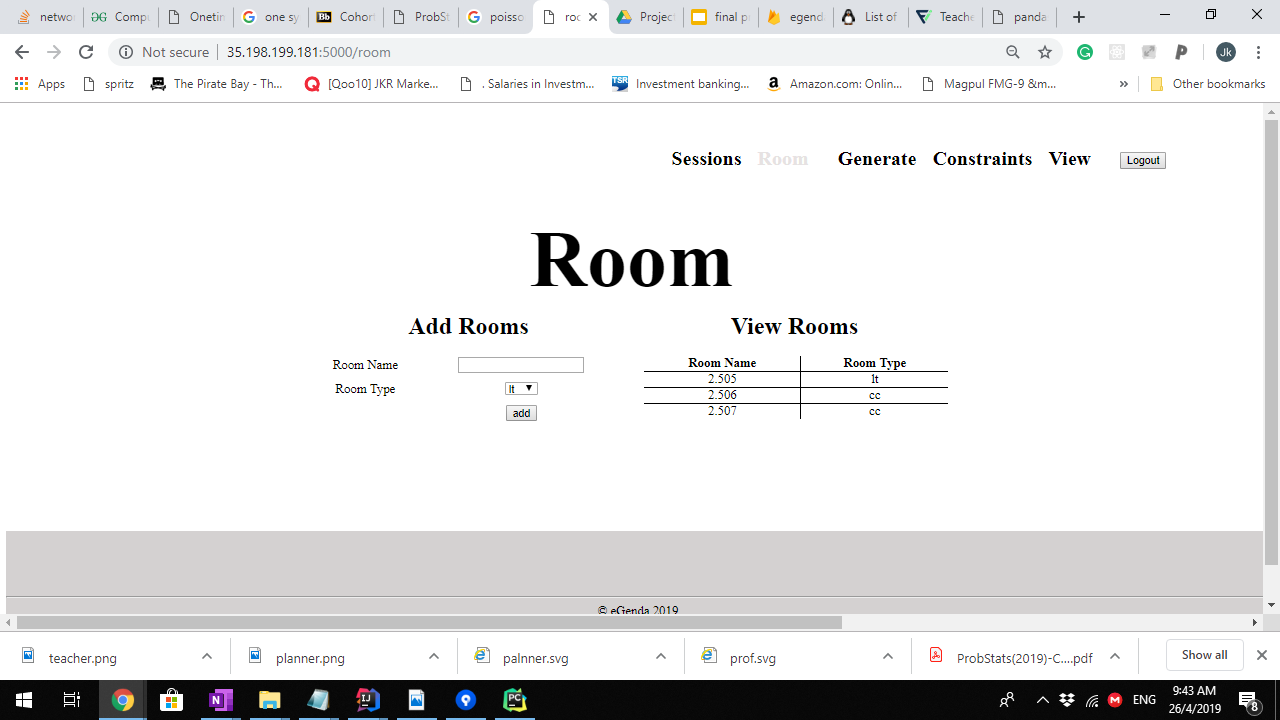 netwo Compu Onetin one sy Bb Cohor ProbSt poisso roo Project final p egend List of Teache panda
Not secure 35.198.199.181:5000/room Jk
Apps spritz The Pirate Bay - Th... [Qoo10] JKR Marke... . Salaries in Investm... TSR Investment banking... Amazon.com: Onlin... Magpul FMG-9 &m... » Other bookmarks
Sessions Room Generate Constraints View Logout
Room
Add Rooms View Rooms
Room Name Room Name Room Type
2.505 lt
Room Type lt 2.506 cc
add 2.507 cc
© eGenda 2019
teacher.png planner.png palnner.svg prof.svg ProbStats(2019)-C....pdf Show all
9:43 AM
ENG
26/4/2019 8